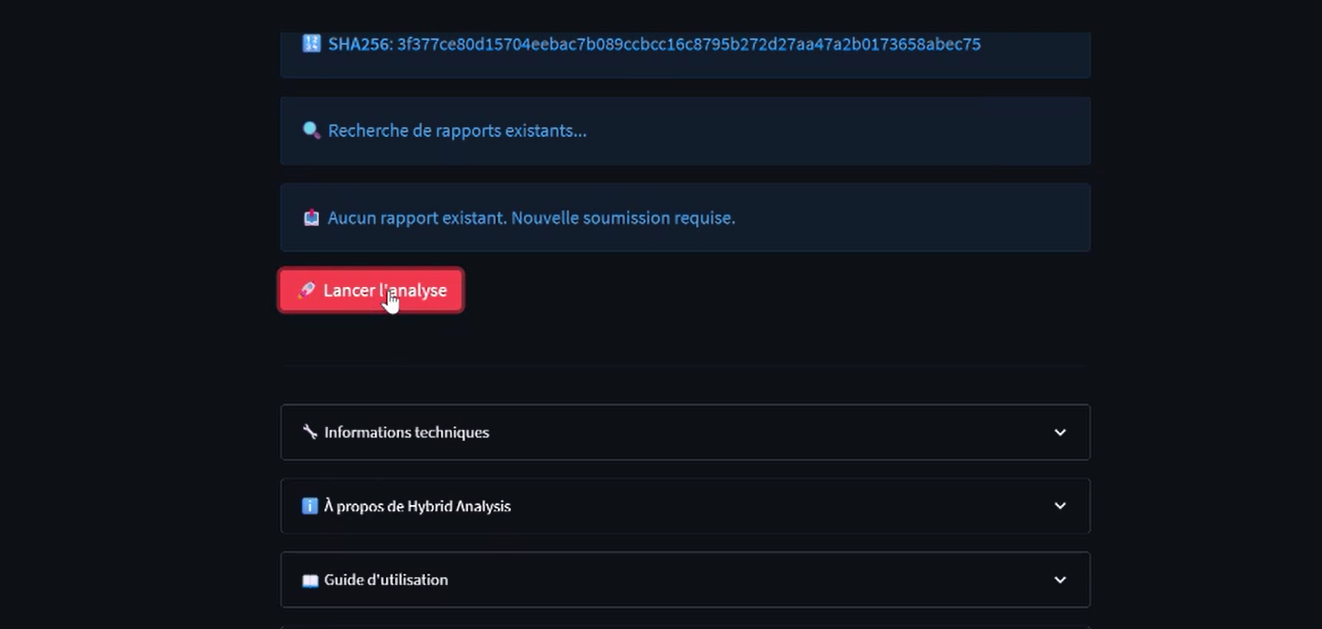 SHA256: 3f377ce80d15704eebac7b089ccbcc16c8795b272d27aa47a2b0173658abec75
Recherche de rapports existants...
Aucun rapport existant. Nouvelle soumission requise.
Lancer l'analyse
Informations techniques
À propos de Hybrid Analysis
Guide d'utilisation